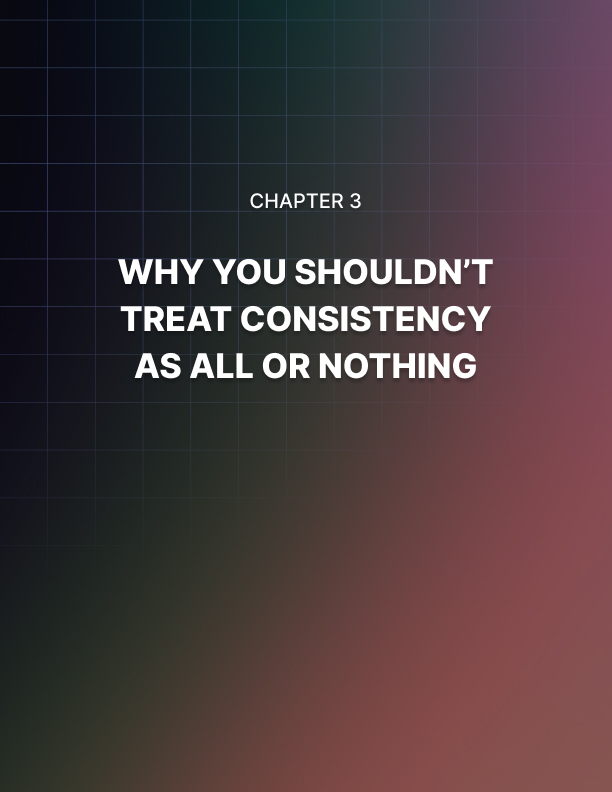 CHAPTER 3
WHY YOU SHOULDN’T
TREAT CONSISTENCY
AS ALL OR NOTHING